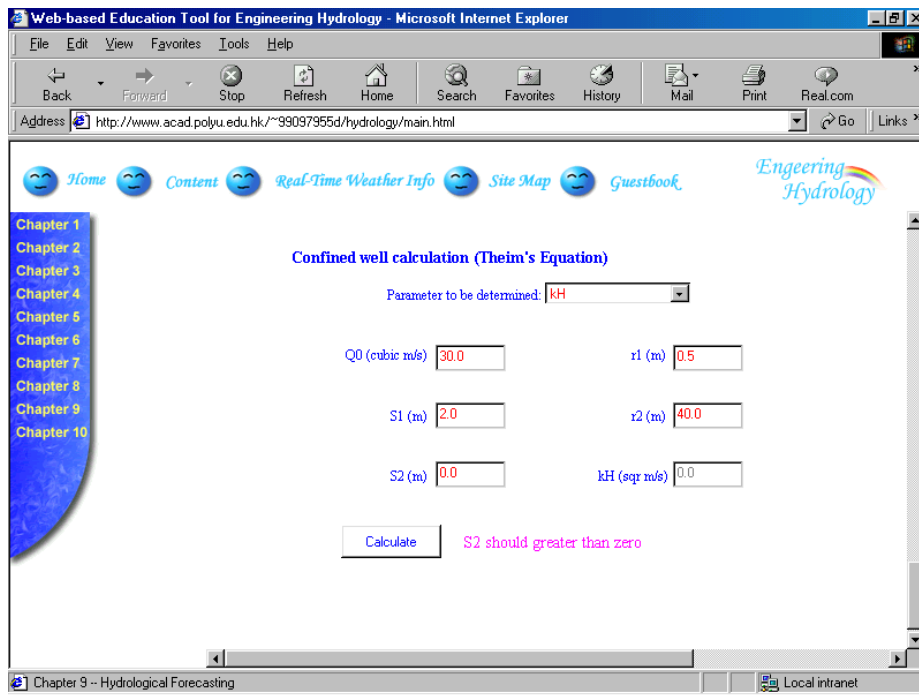 Web-based Education Tool for Engineering Hydrology - Microsoft Internet Explorer
File Edit View Favorites Tools Help
Back Forward Stop Refresh Home Search Favorites History Mail Print Real.com
Address http://www.acad.polyu.edu.hk/~99097955d/hydrology/main.html Go Links
Home Content Real-Time Weather Info Site Map Guestbook
Engeering
Hydrology
Chapter 1
Chapter 2
Chapter 3
Chapter 4
Chapter 5
Chapter 6
Chapter 7
Chapter 8
Chapter 9
Chapter 10
Confined well calculation (Theim's Equation)
Parameter to be determined: kH
Q0 (cubic m/s) 30.0 r1 (m) 0.5
S1 (m) 2.0 r2 (m) 40.0
S2 (m) 0.0 kH (sqr m/s) 0.0
Calculate S2 should greater than zero
Chapter 9 -- Hydrological Forecasting Local intranet